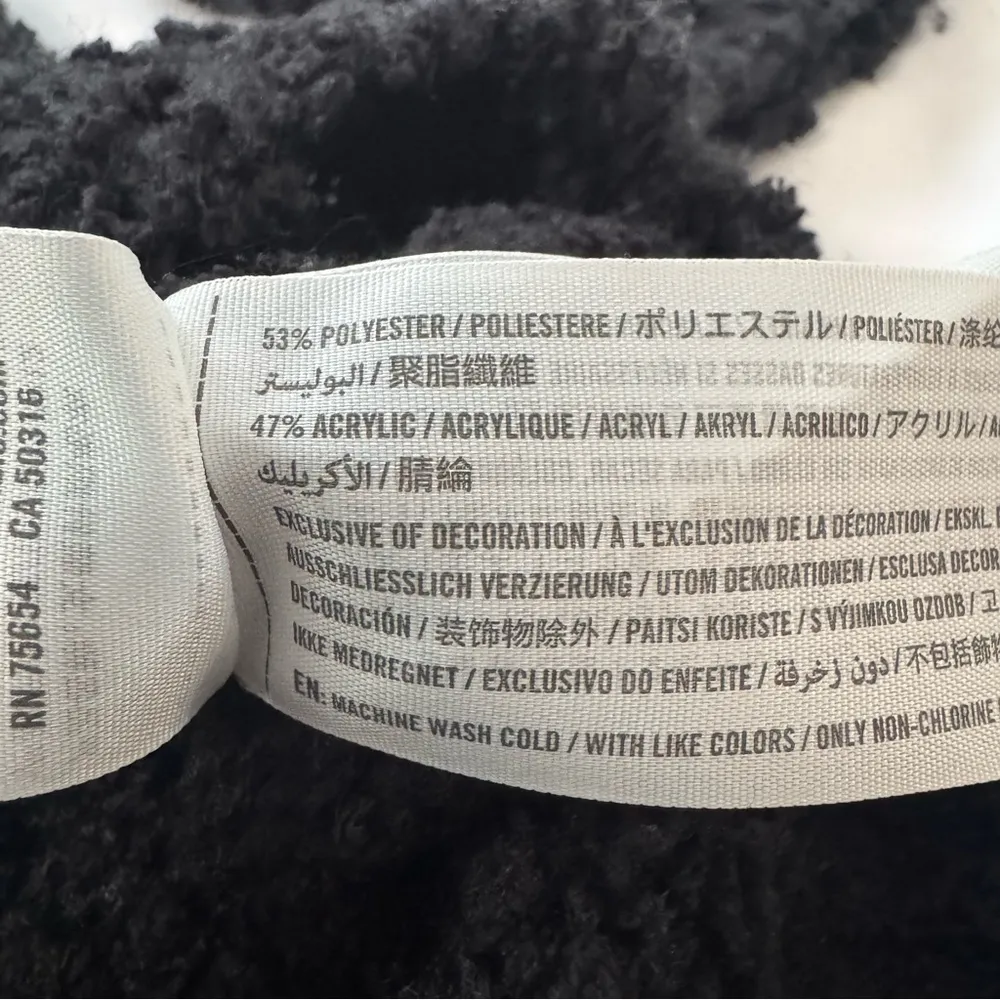 RN 75654 CA 50316
53% POLYESTER / POLIESTERE / ポリエステル / POLIÉSTER / 涤纶
البوليستر / 聚脂纖維
47% ACRYLIC / ACRYLIQUE / ACRYL / AKRYL / ACRILICO / アクリル /
الأكريليك / 腈綸
EXCLUSIVE OF DECORATION / À L'EXCLUSION DE LA DÉCORATION / EKSKL.
AUSSCHLIESSLICH VERZIERUNG / UTOM DEKORATIONEN / ESCLUSA DECOR
DECORACIÓN / 装饰物除外 / PAITSI KORISTE / S VÝJIMKOU OZDOB /
IKKE MEDREGNET / EXCLUSIVO DO ENFEITE / دون زخرفة / 不包括飾物
EN: MACHINE WASH COLD / WITH LIKE COLORS / ONLY NON-CHLORINE